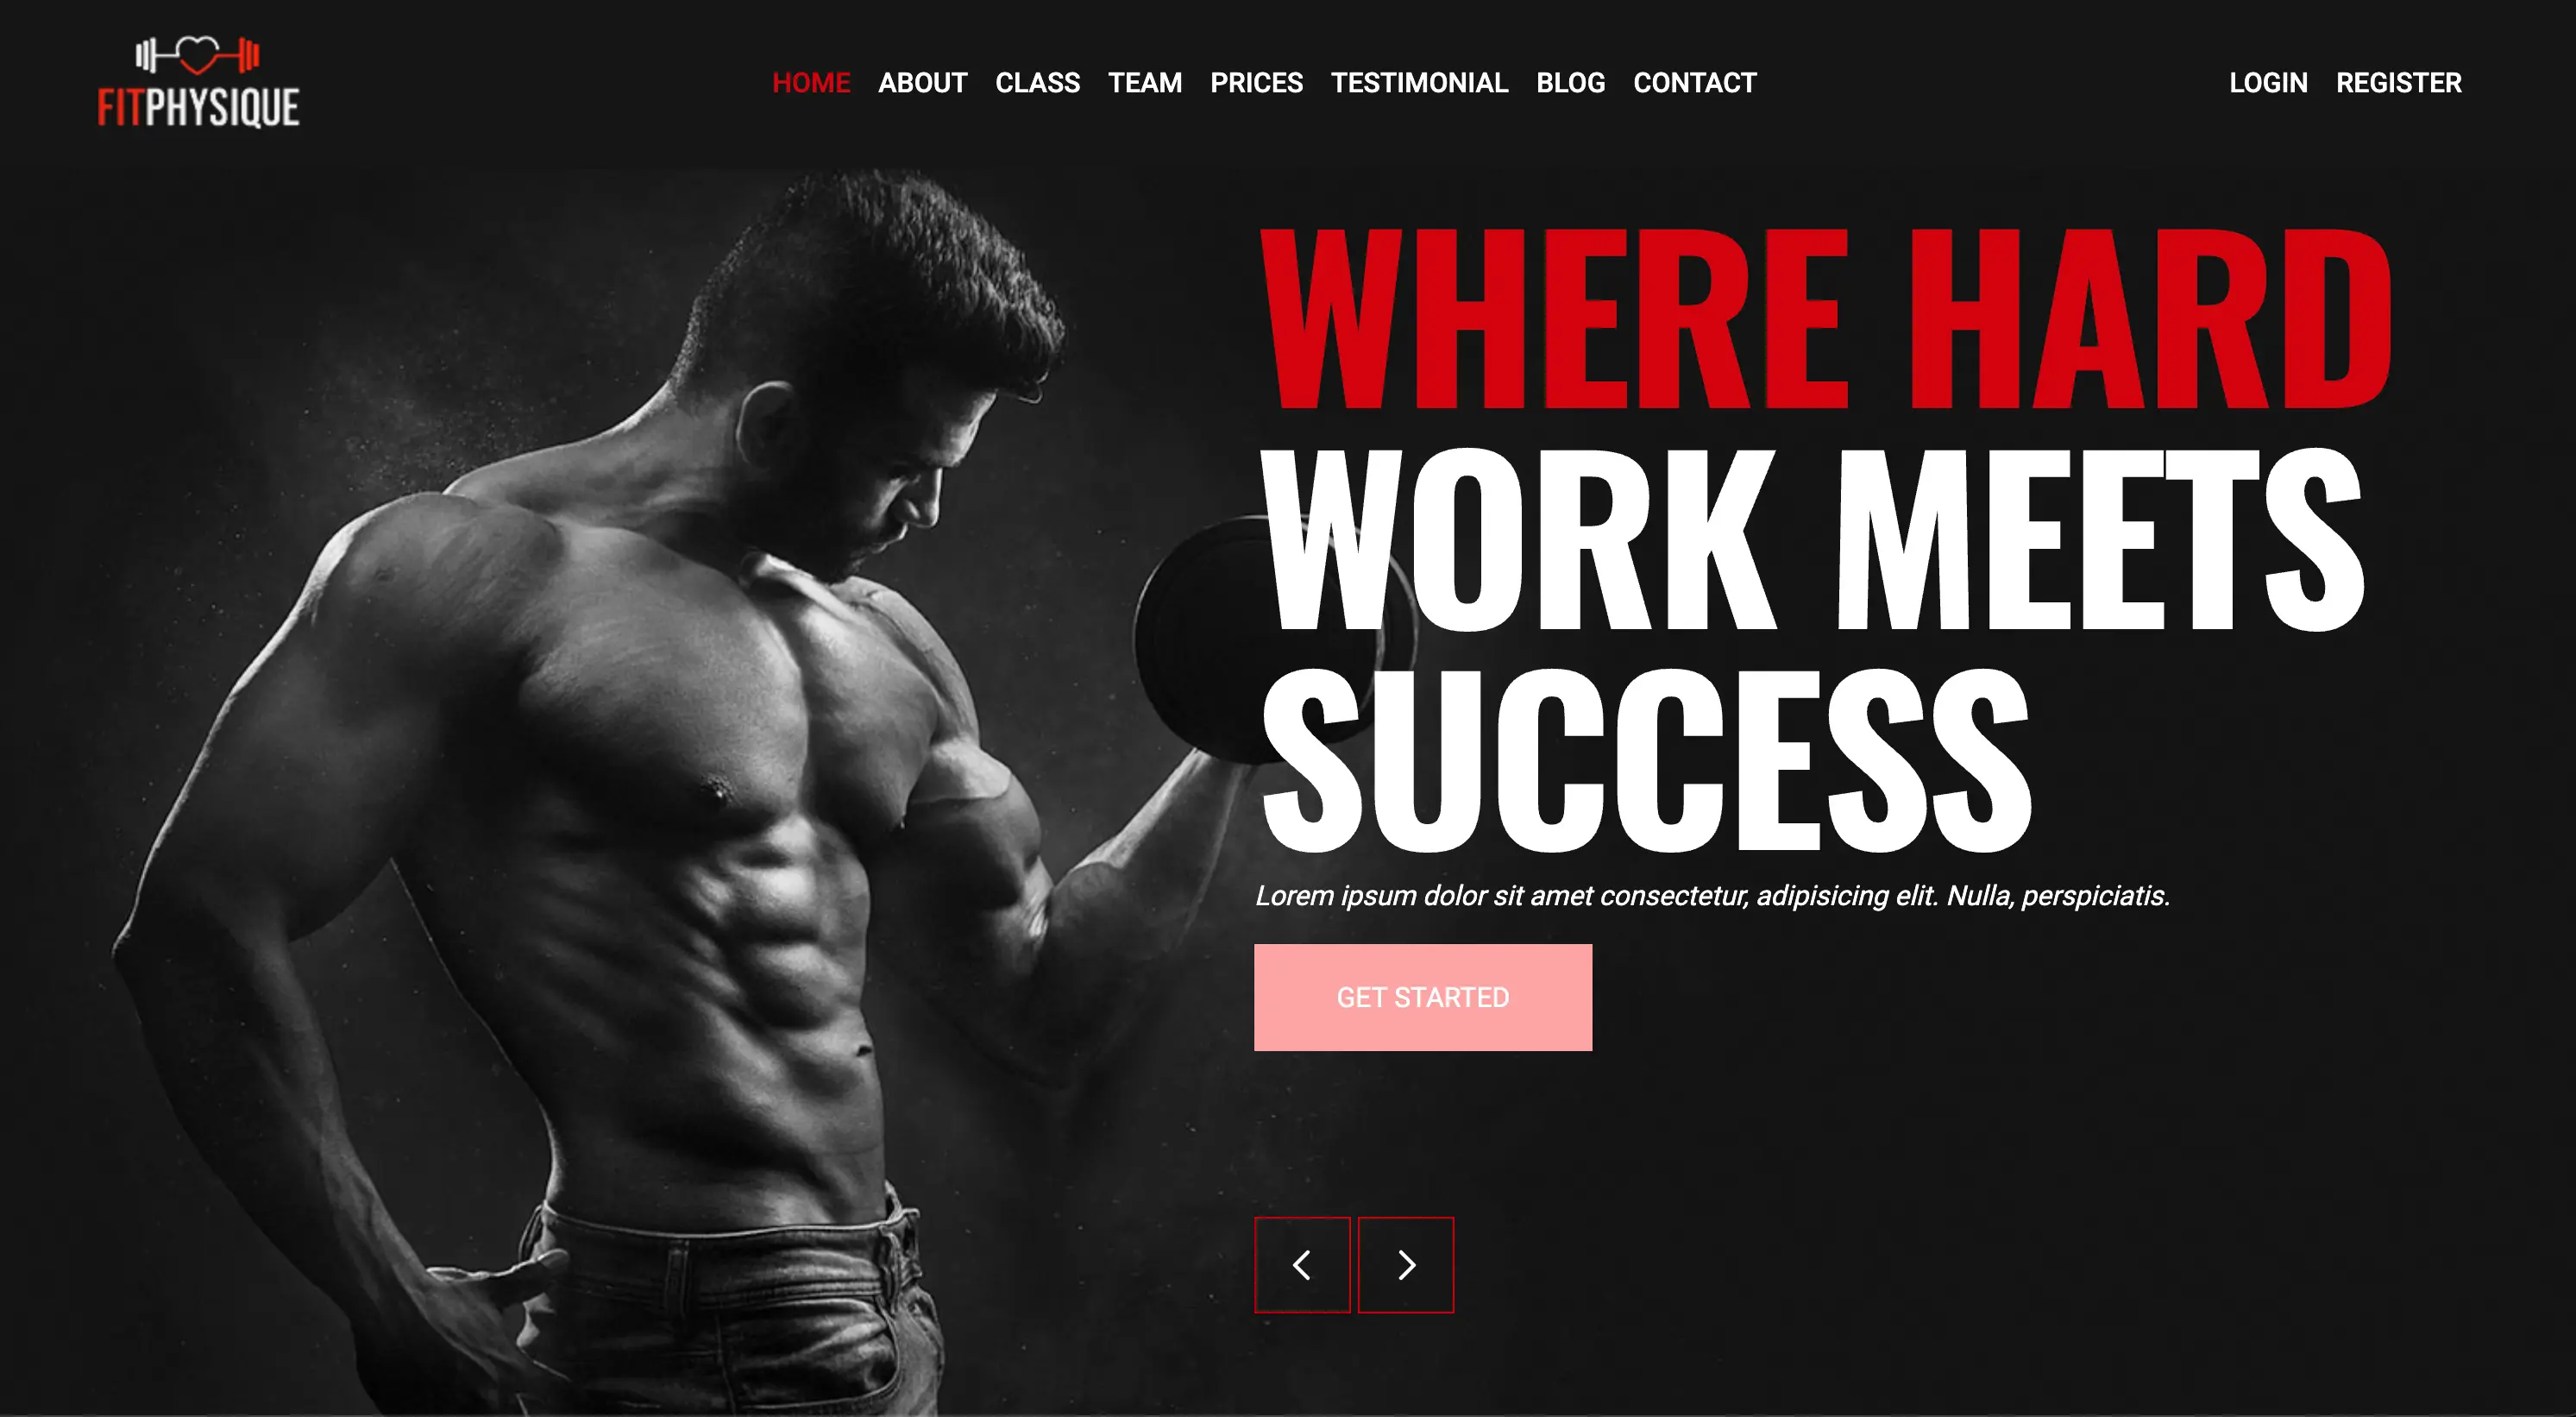 FITPHYSIQUE
HOME ABOUT CLASS TEAM PRICES TESTIMONIAL BLOG CONTACT
LOGIN REGISTER
WHERE HARD
WORK MEETS
SUCCESS
Lorem ipsum dolor sit amet consectetur, adipisicing elit. Nulla, perspiciatis.
GET STARTED